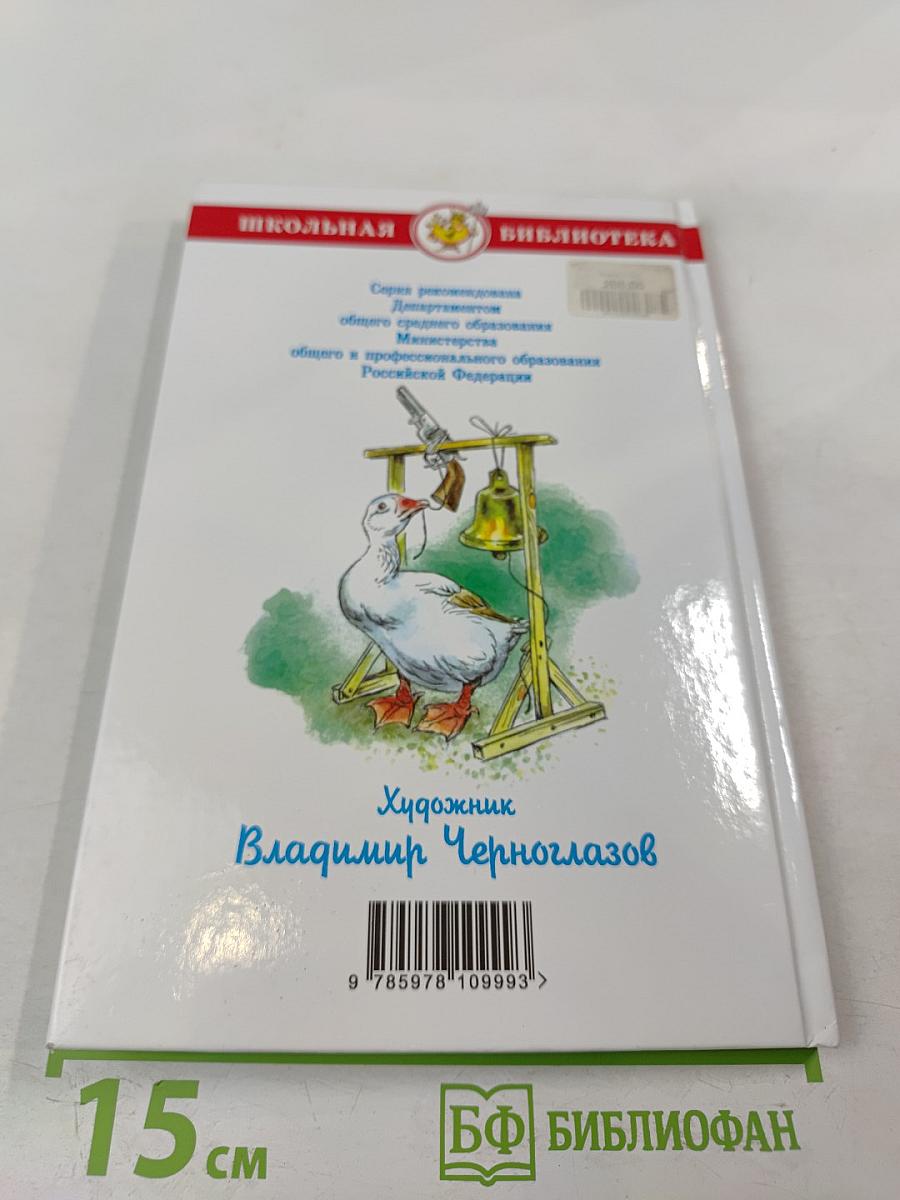 ШКОЛЬНАЯ БИБЛИОТЕКА
Серия рекомендована
Департаментом
общего среднего образования
Министерства
общего и профессионального образования
Российской Федерации
Художник
Владимир Черноглазов
9 785978 109993 >
15 см
БФ БИБЛИОФАН